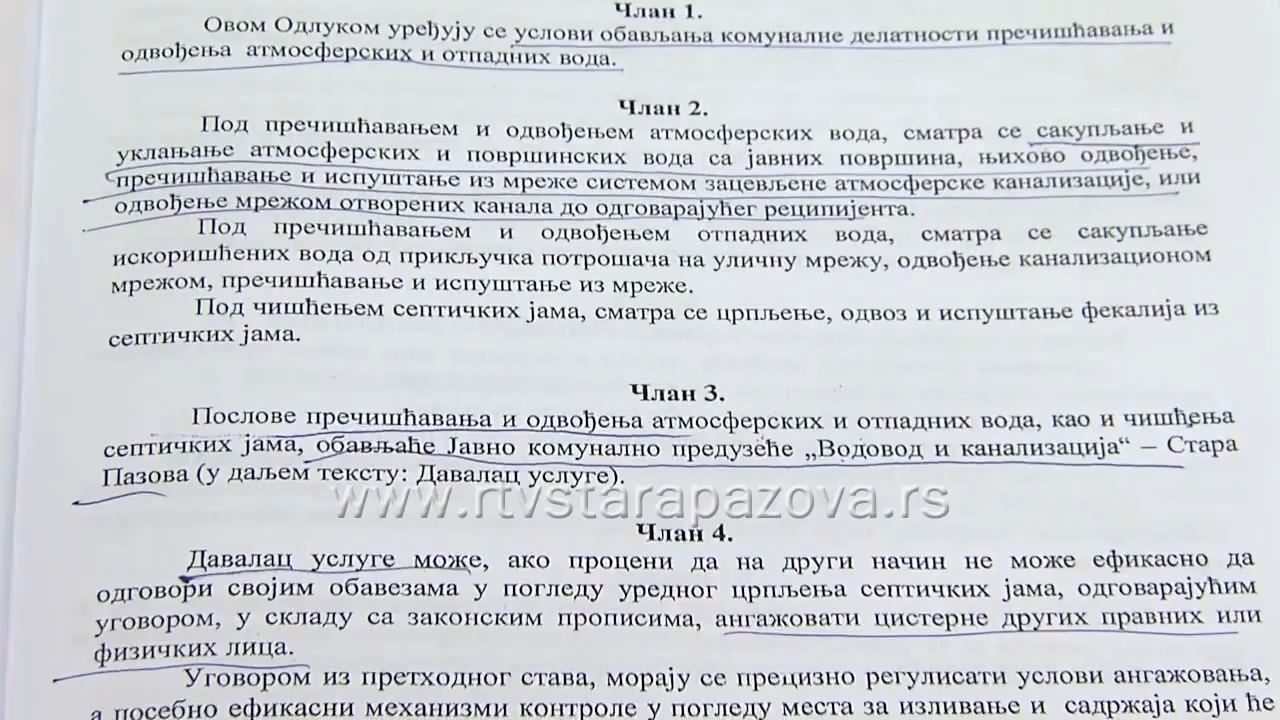 Члан 1.
Овом Одлуком уређују се услови обављања комуналне делатности пречишћавања и
одвођења атмосферских и отпадних вода.
Члан 2.
Под пречишћавањем и одвођењем атмосферских вода, сматра се сакупљање и
уклањање атмосферских и површинских вода са јавних површина, њихово одвођење,
пречишћавање и испуштање из мреже системом зацевљене атмосферске канализације, или
одвођење мрежом отворених канала до одговарајућег реципијента.
Под пречишћавањем и одвођењем отпадних вода, сматра се сакупљање
искоришћених вода од прикључка потрошача на уличну мрежу, одвођење канализационом
мрежом, пречишћавање и испуштање из мреже.
Под чишћењем септичких јама, сматра се црпљење, одвоз и испуштање фекалија из
септичких јама.
Члан 3.
Послове пречишћавања и одвођења атмосферских и отпадних вода, као и чишћења
септичких јама, обављаће Јавно комунално предузеће „Водовод и канализација“ – Стара
Пазова (у даљем тексту: Давалац услуге).
www.rtvstarapazova.rs
Члан 4.
Давалац услуге може, ако процени да на други начин не може ефикасно да
одговори својим обавезама у погледу уредног црпљења септичких јама, одговарајућим
уговором, у складу са законским прописима, ангажовати цистерне других правних или
физичких лица.
Уговором из претходног става, морају се прецизно регулисати услови ангажовања,
а посебно ефикасни механизми контроле у погледу места за изливање и садржаја који ће